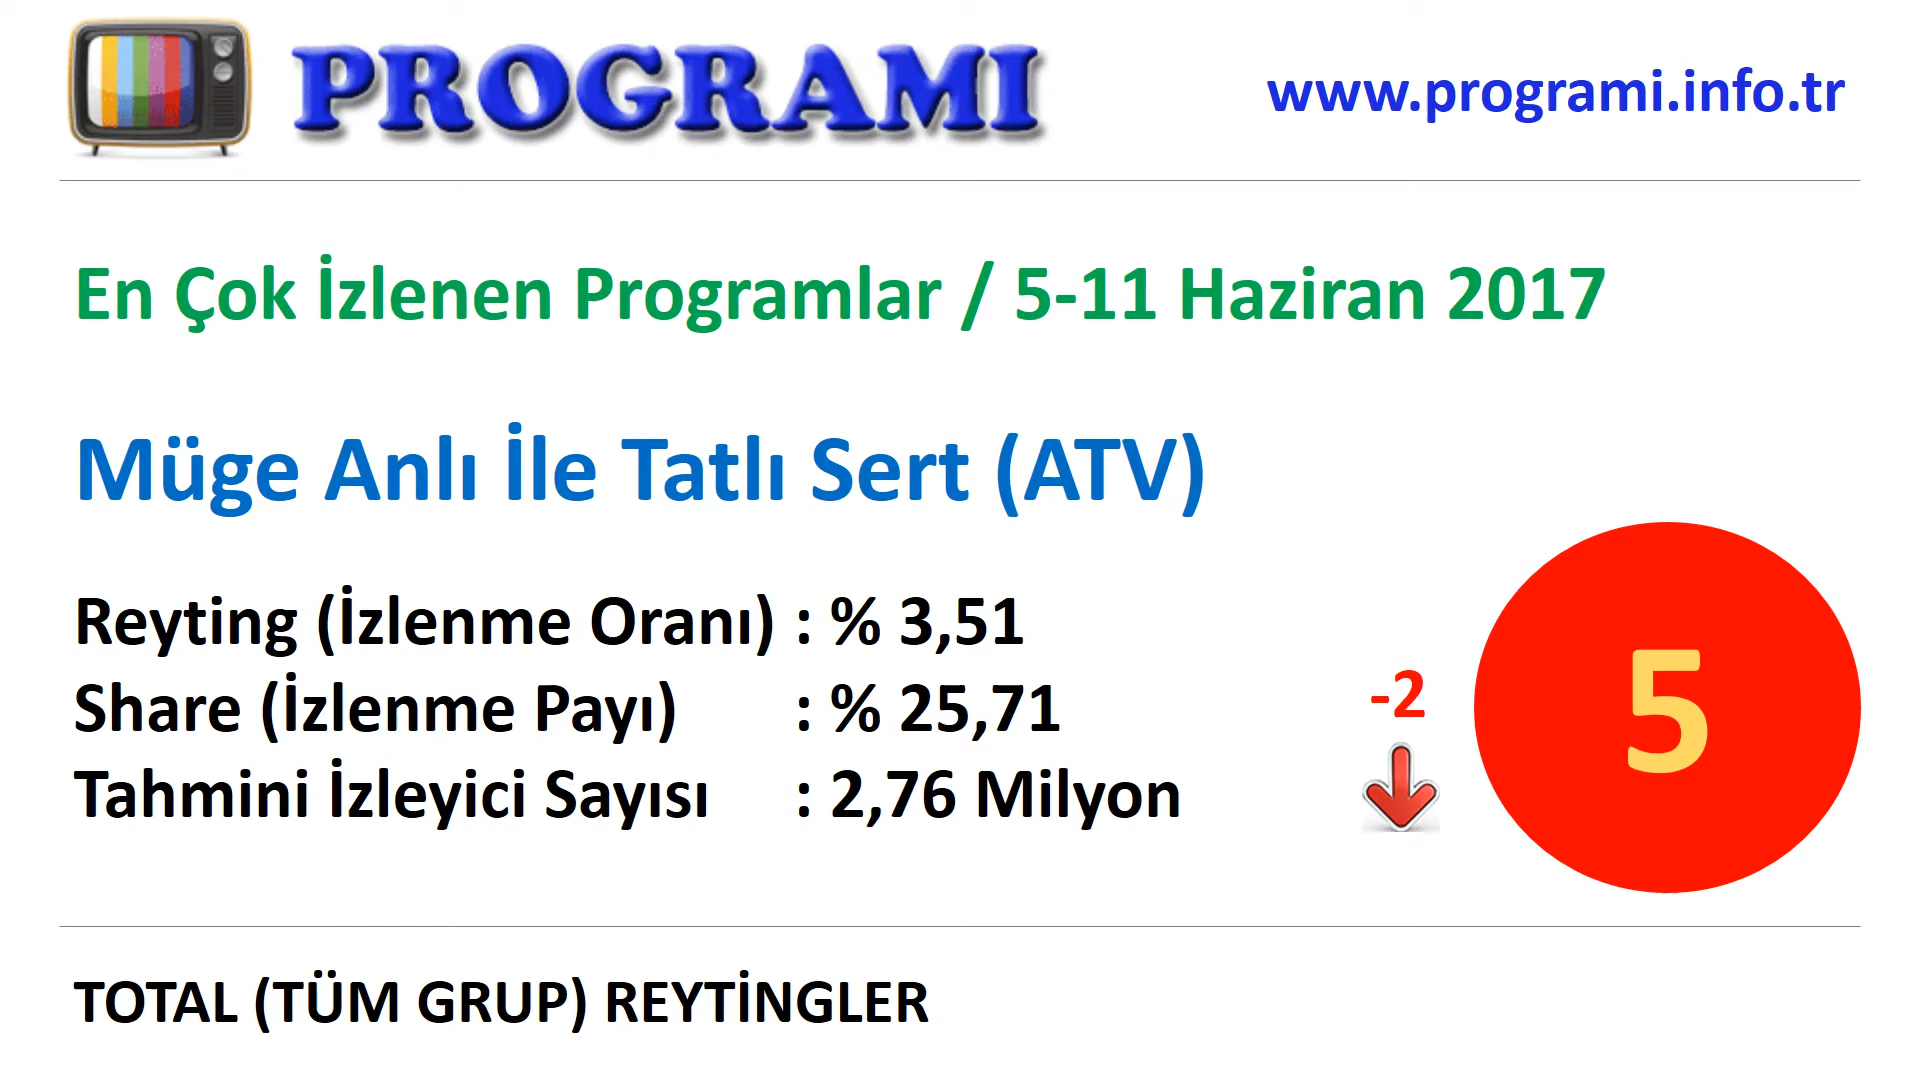 PROGRAMI
www.programi.info.tr
En Çok İzlenen Programlar / 5-11 Haziran 2017
Müge Anlı İle Tatlı Sert (ATV)
Reyting (İzlenme Oranı) : % 3,51
Share (İzlenme Payı) : % 25,71
Tahmini İzleyici Sayısı : 2,76 Milyon
-2
5
TOTAL (TÜM GRUP) REYTİNGLER